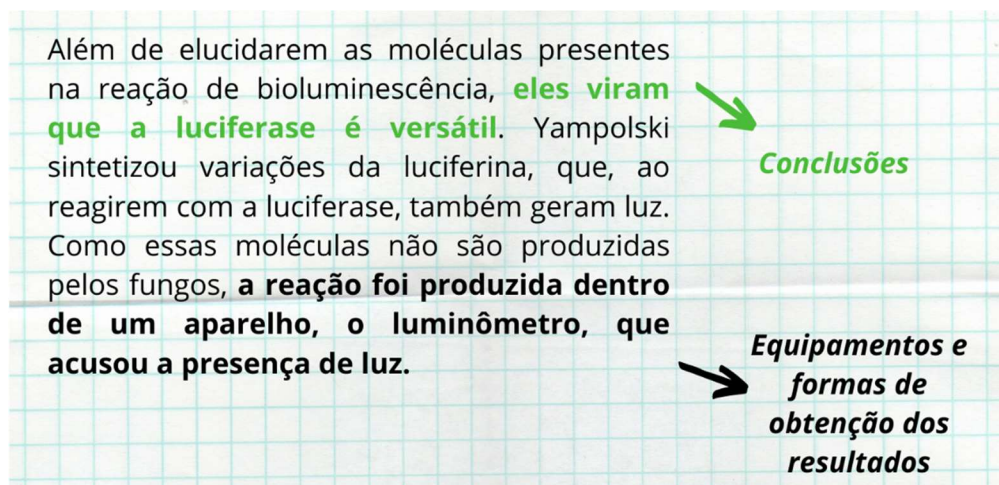 Além de elucidarem as moléculas presentes
na reação de bioluminescência, eles viram
que a luciferase é versátil. Yampolski
sintetizou variações da luciferina, que, ao
reagirem com a luciferase, também geram luz.
Como essas moléculas não são produzidas
pelos fungos, a reação foi produzida dentro
de um aparelho, o luminômetro, que
acusou a presença de luz.
Conclusões
Equipamentos e
formas de
obtenção dos
resultados